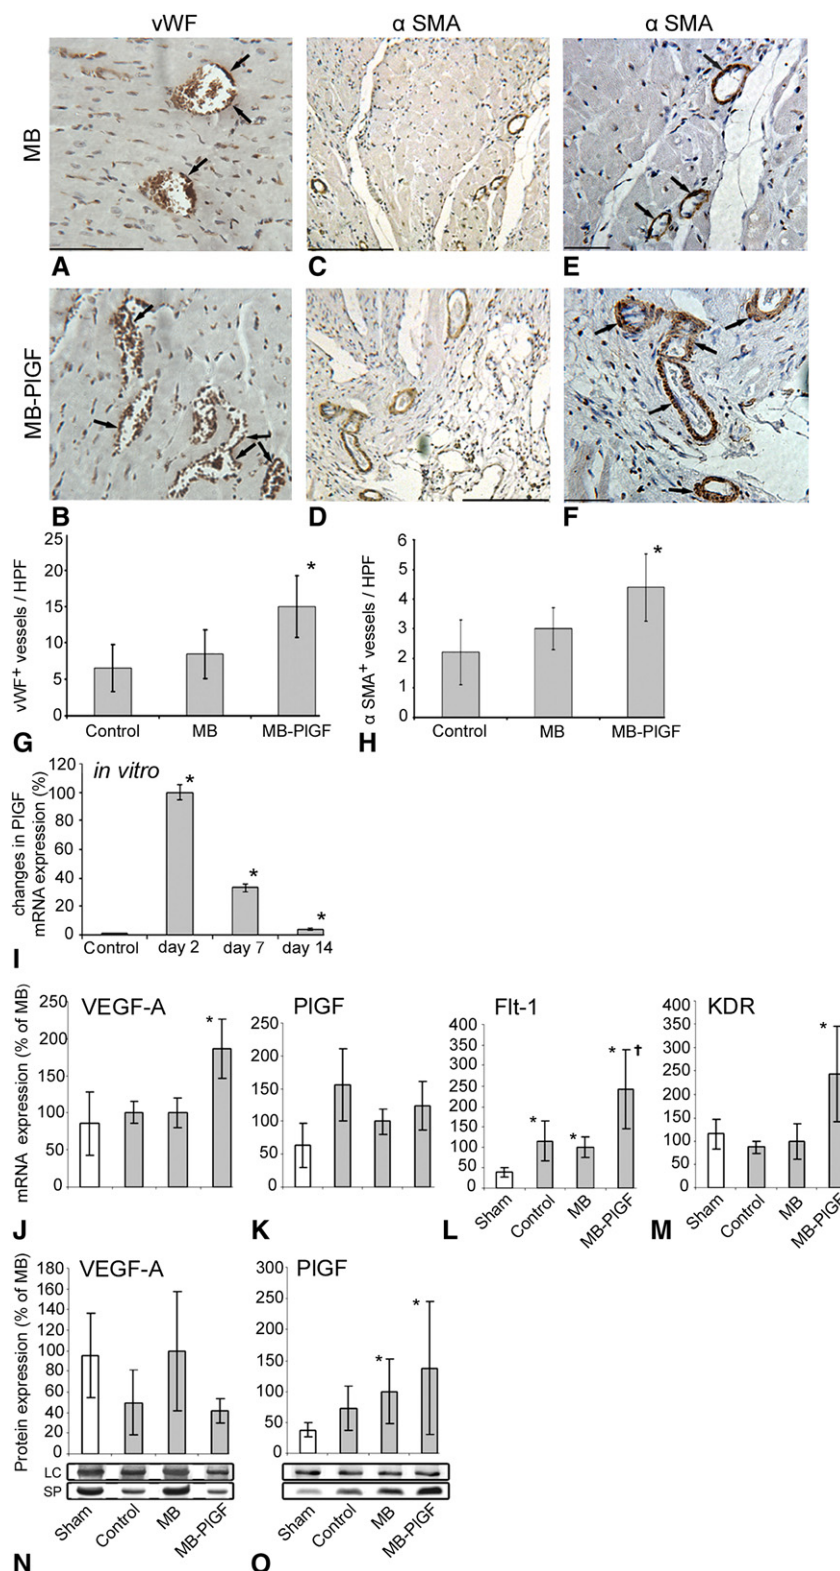 vWF
α SMA
α SMA
MB
A
C
E
MB-PlGF
B
D
F
vWF+ vessels / HPF
25
20
15
10
5
0
*
Control
MB
MB-PlGF
G
α SMA+ vessels / HPF
6
5
4
3
2
1
0
*
Control
MB
MB-PlGF
H
in vitro
changes in PlGF
mRNA expression (%)
120
100
80
60
40
20
0
*
*
*
Control
day 2
day 7
day 14
I
mRNA expression (% of MB)
VEGF-A
250
200
150
100
50
0
*
J
PlGF
250
200
150
100
50
0
K
Flt-1
400
350
300
250
200
150
100
50
0
*
*
* †
Sham
Control
MB
MB-PlGF
L
KDR
400
350
300
250
200
150
100
50
0
*
Sham
Control
MB
MB-PlGF
M
Protein expression (% of MB)
VEGF-A
180
160
140
120
100
80
60
40
20
0
LC
SP
Sham
Control
MB
MB-PlGF
N
PlGF
300
250
200
150
100
50
0
*
*
Sham
Control
MB
MB-PlGF
O